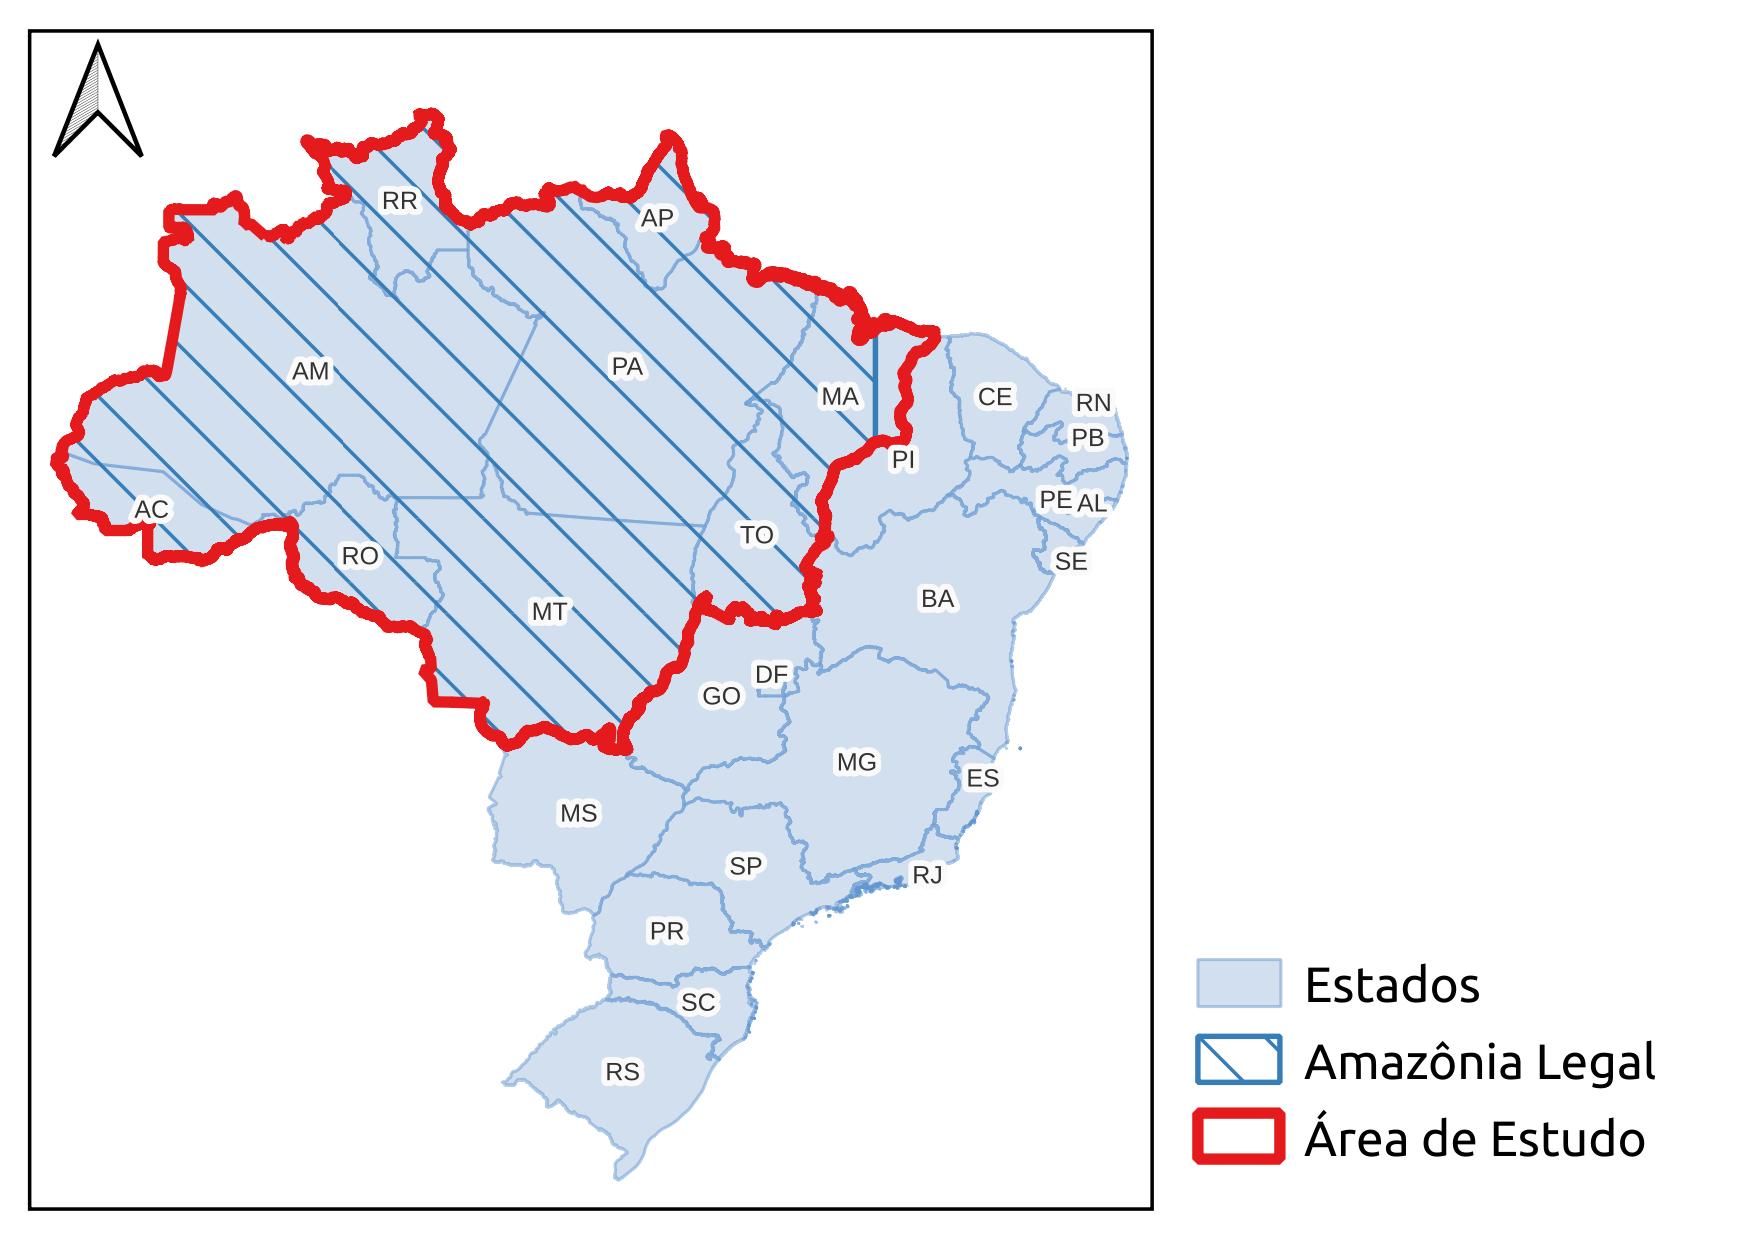 RR
AP
AM
PA
MA
CE
RN
PB
PI
PE
AL
AC
TO
RO
SE
BA
MT
DF
GO
MG
ES
MS
SP
RJ
PR
SC
RS
Estados
Amazônia Legal
Área de Estudo